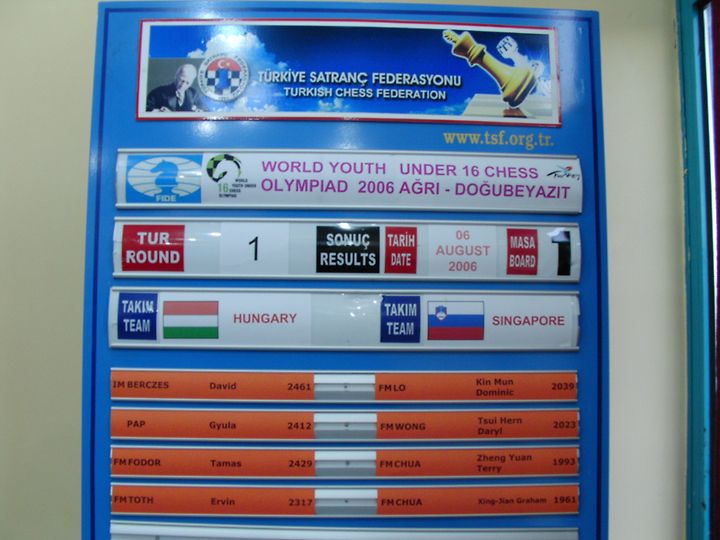 TÜRKİYE SATRANÇ FEDERASYONU
TURKISH CHESS FEDERATION
www.tsf.org.tr.
FIDE
16
WORLD YOUTH UNDER 16 CHESS
OLYMPIAD 2006 AĞRI - DOĞUBEYAZIT
TUR ROUND 1 SONUÇ RESULTS TARİH DATE 06 AUGUST 2006 MASA BOARD 1
TAKIM TEAM HUNGARY TAKIM TEAM SINGAPORE
IM BERCZES David 2461 FM LO Kin Mun Dominic 2039
PAP Gyula 2412 FM WONG Tsui Hern Daryl 2023
FM FODOR Tamas 2429 FM CHUA Zheng Yuan Terry 1993
FM TOTH Ervin 2317 FM CHUA Xing-Jian Graham 1961